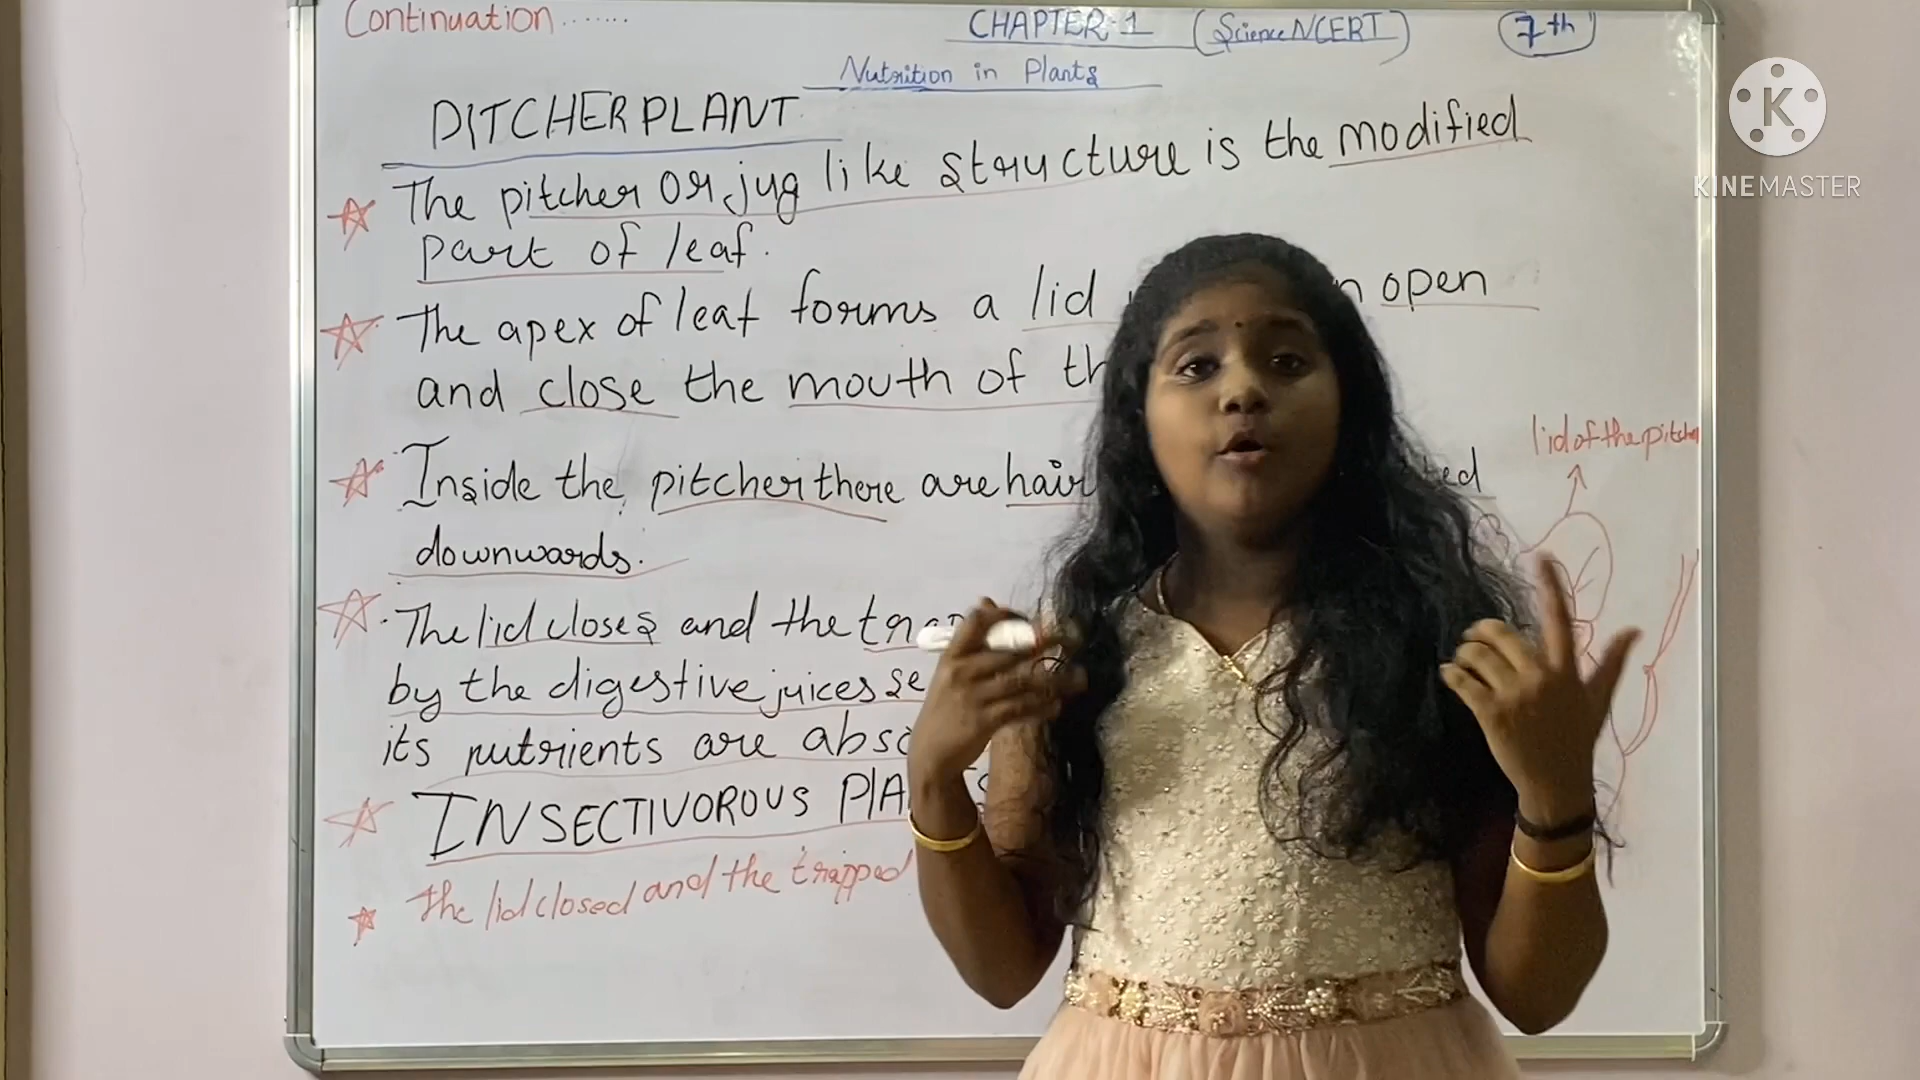 Continuation........
CHAPTER-1 (Science NCERT) 7th
Nutrition in Plants
PITCHER PLANT
The pitcher or jug like structure is the modified
part of leaf.
The apex of leaf forms a lid open
and close the mouth of
Inside the pitcher there are hair
downwards.
The lid closes and the
by the digestive juices
its nutrients are
INSECTIVOROUS
the lid closed and the trapped
lid of the pitcher
KINEMASTER